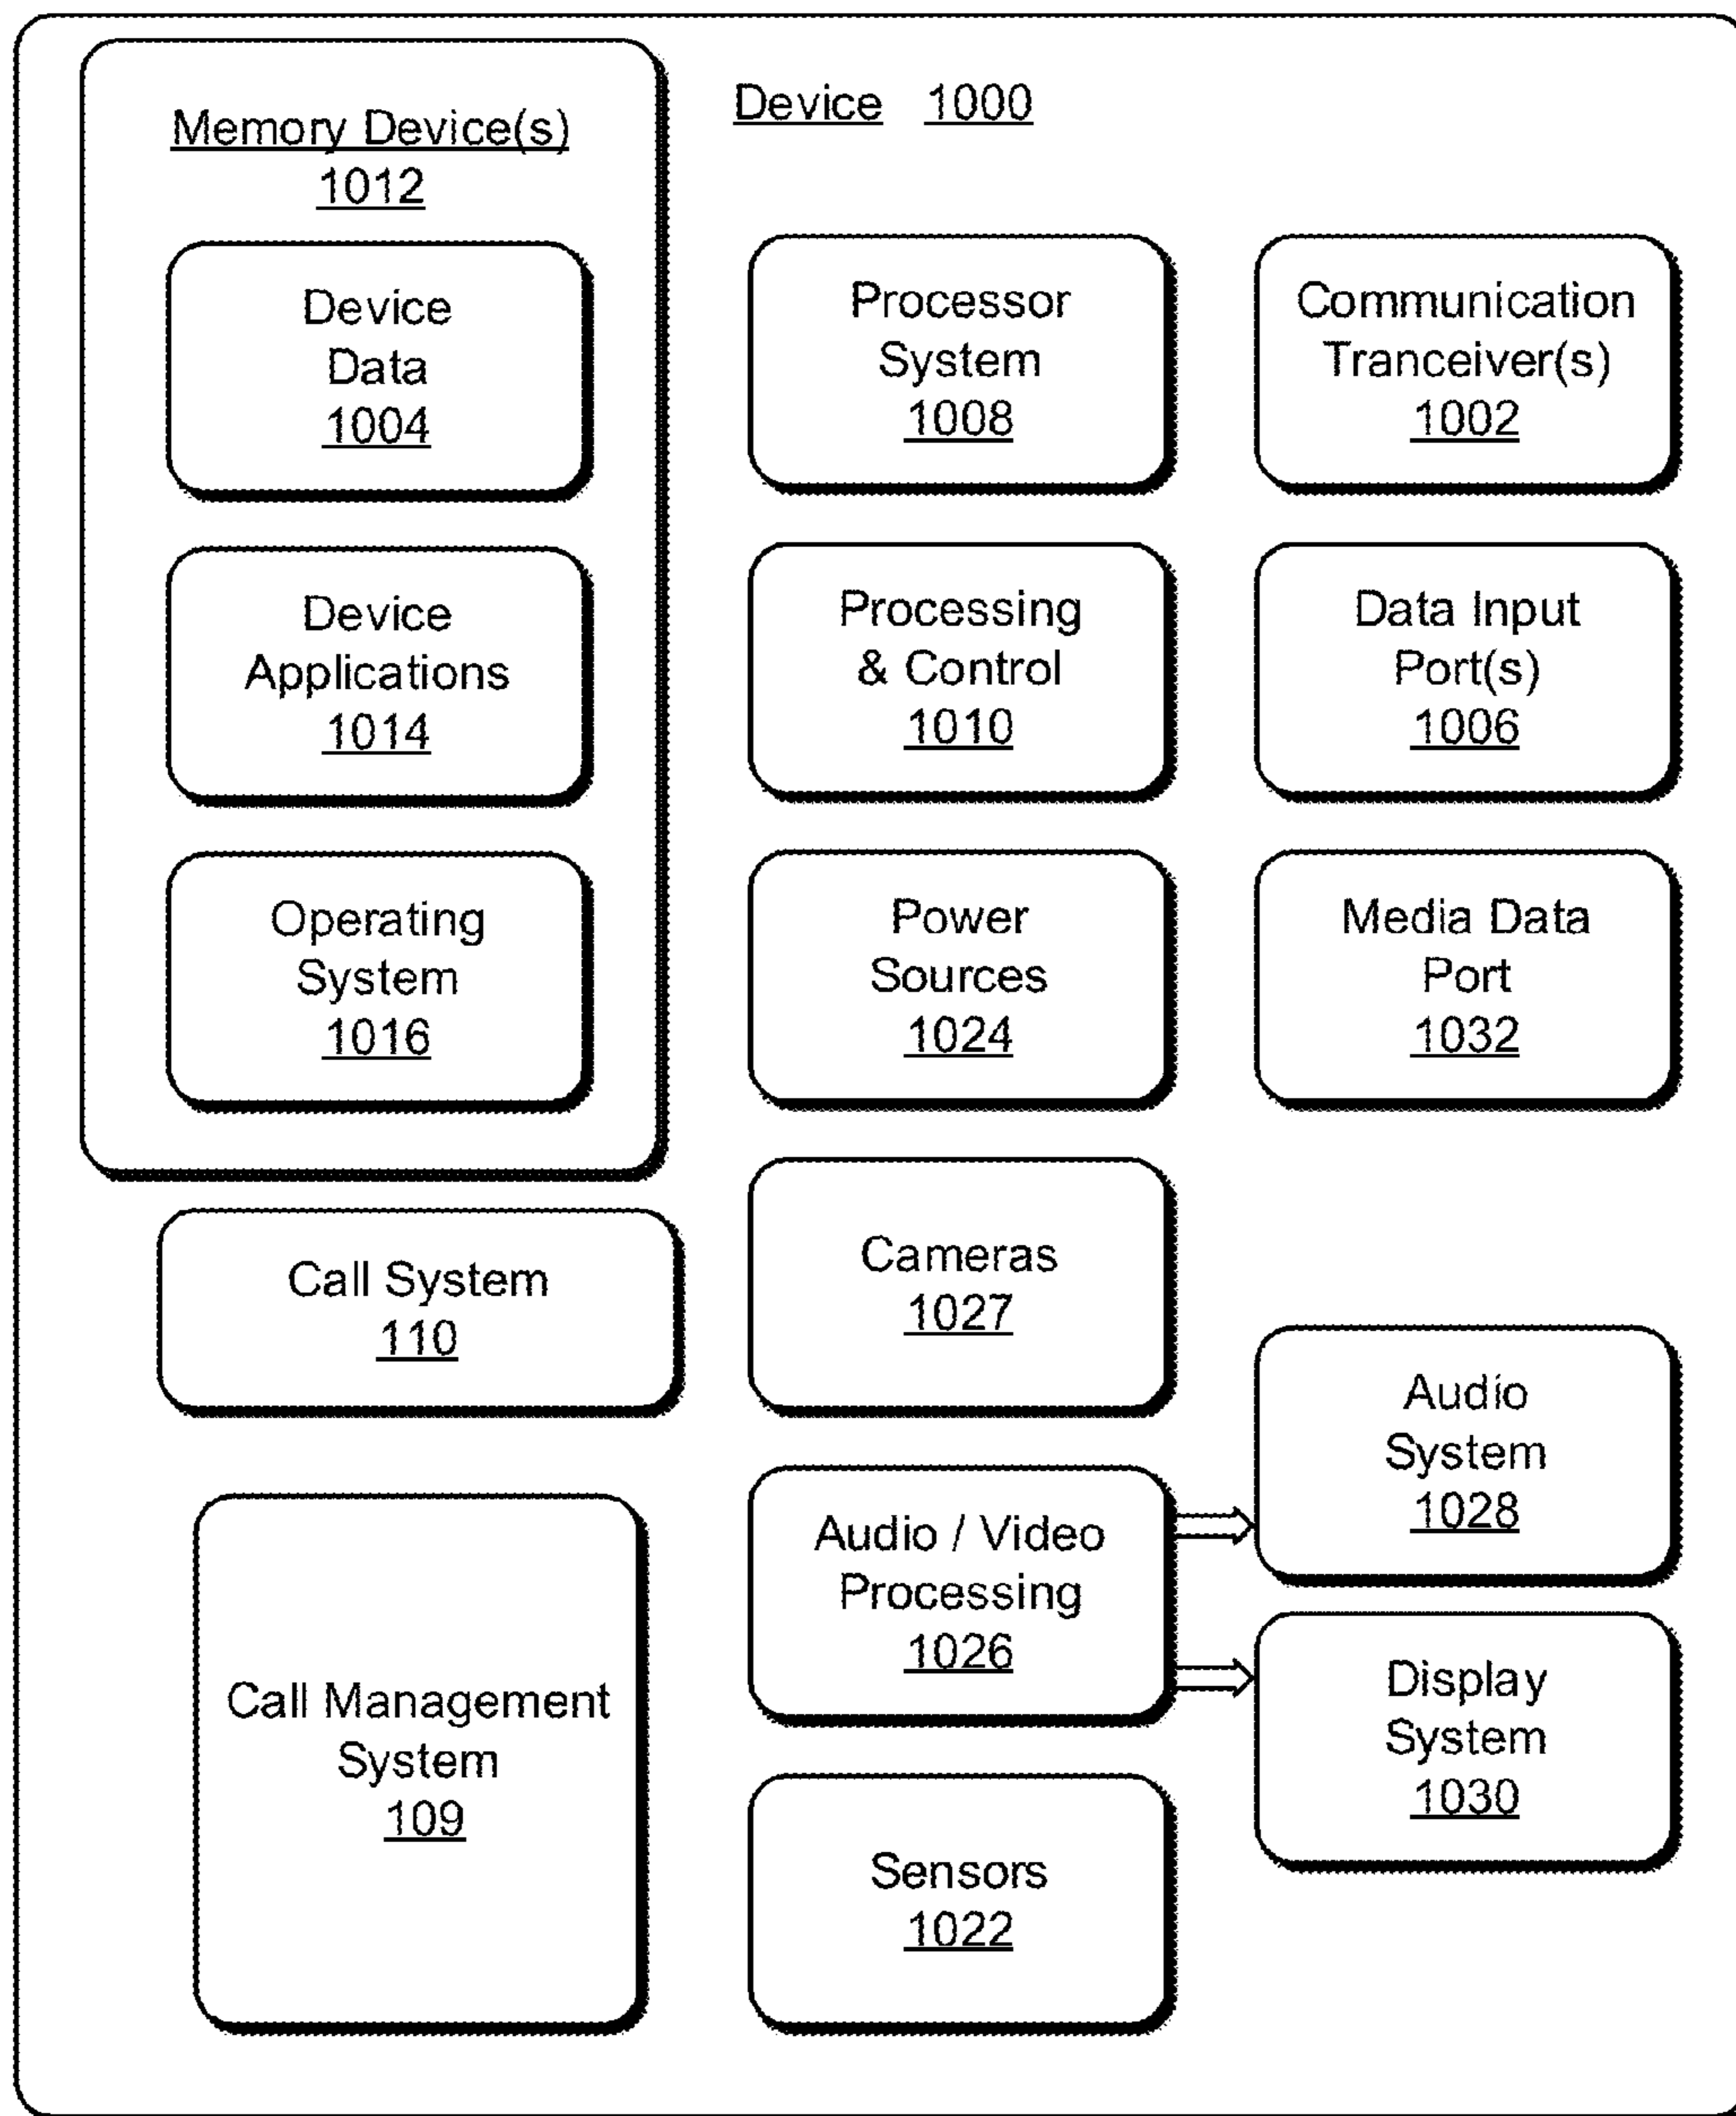 Device 1000
Memory Device(s)
1012
Device
Data
1004
Device
Applications
1014
Operating
System
1016
Call System
110
Call Management
System
109
Processor
System
1008
Processing
& Control
1010
Power
Sources
1024
Cameras
1027
Audio / Video
Processing
1026
Sensors
1022
Communication
Tranceiver(s)
1002
Data Input
Port(s)
1006
Media Data
Port
1032
Audio
System
1028
Display
System
1030